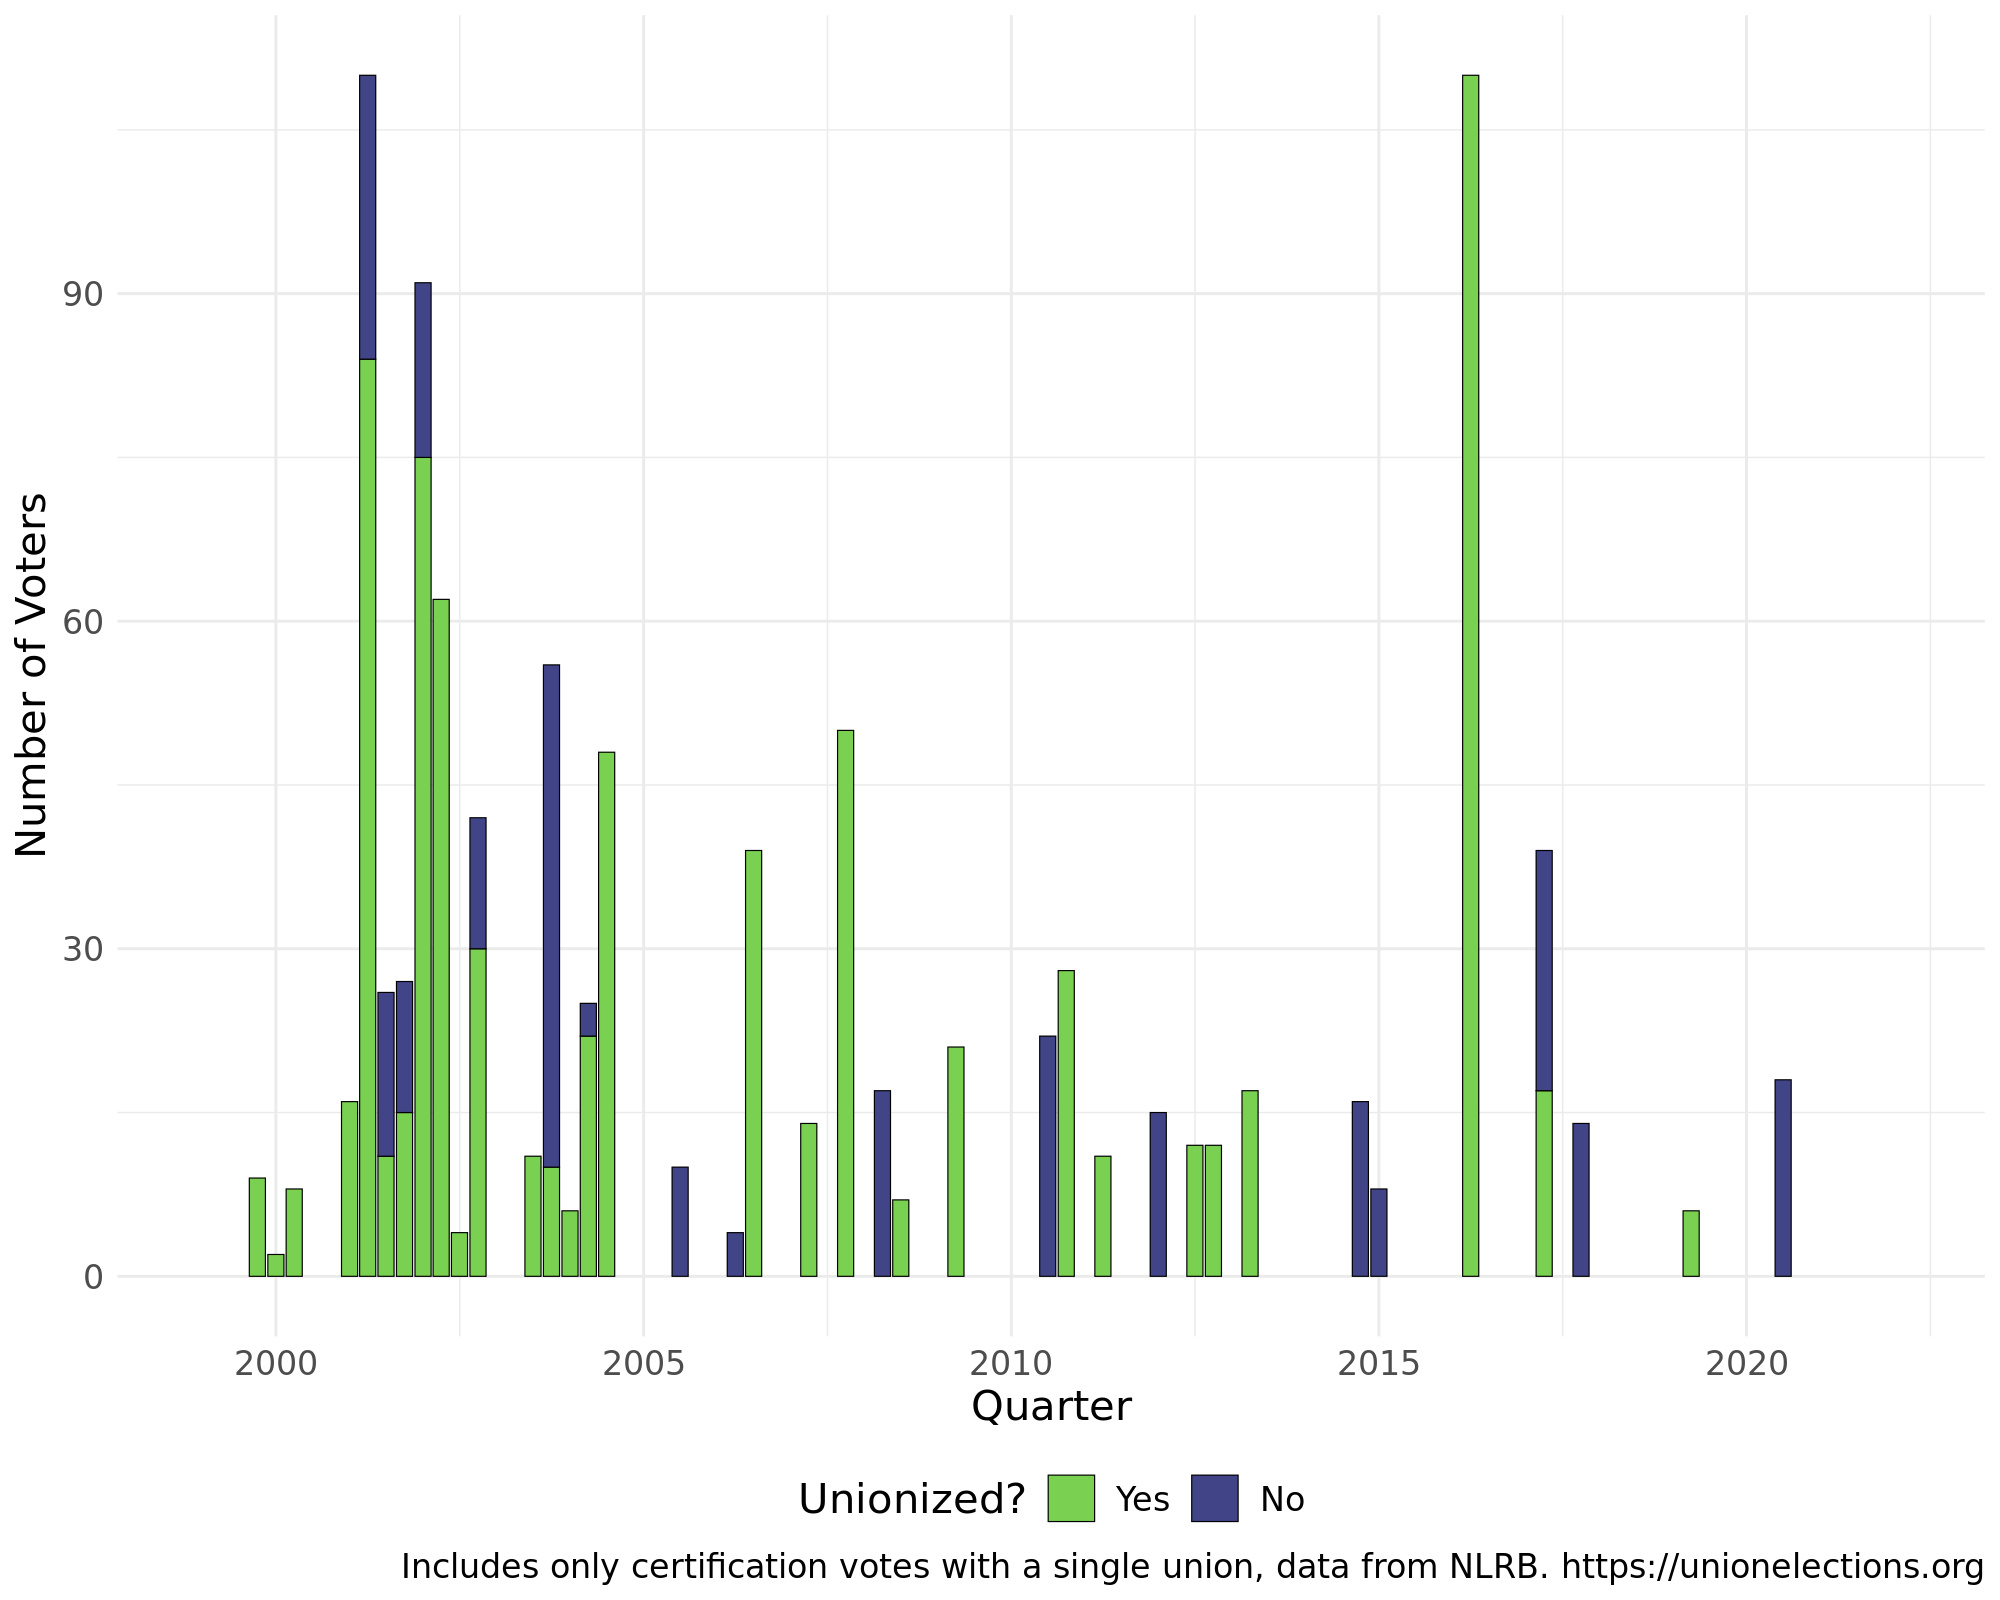 Number of Voters
90
60
30
0
2000 2005 2010 2015 2020
Quarter
Unionized? Yes No
Includes only certification votes with a single union, data from NLRB. https://unionelections.org